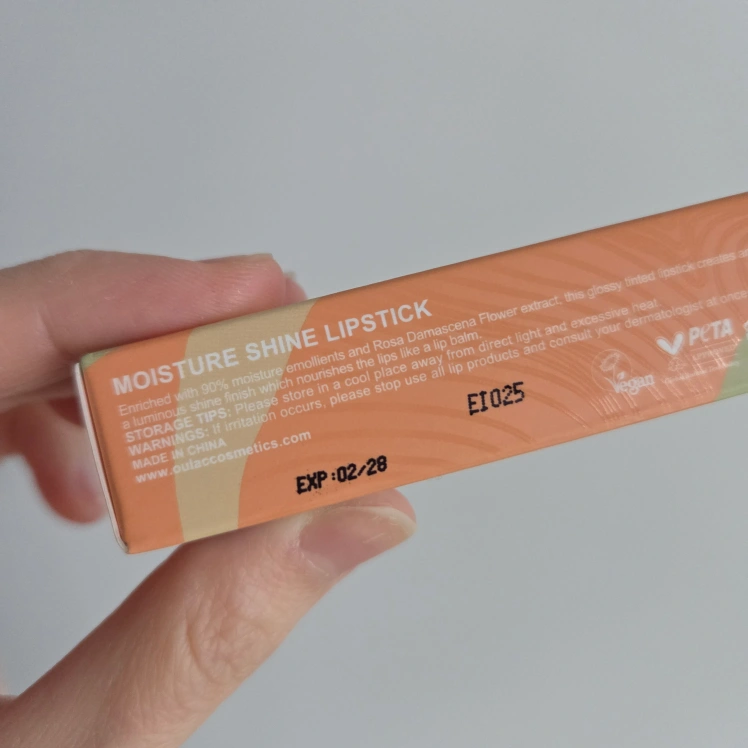 MOISTURE SHINE LIPSTICK
Enriched with 90% moisture emollients and Rosa Damascena Flower extract. this glossy tinted lipstick creates
a luminous shine finish which nourishes the lips like a lip balm.
STORAGE TIPS: Please store in a cool place away from direct light and excessive heat.
WARNINGS: If irritation occurs, please stop use all lip products and consult your dermatologist at once.
MADE IN CHINA
www.oulaccosmetics.com
EI025
EXP:02/28
vegan
PETA